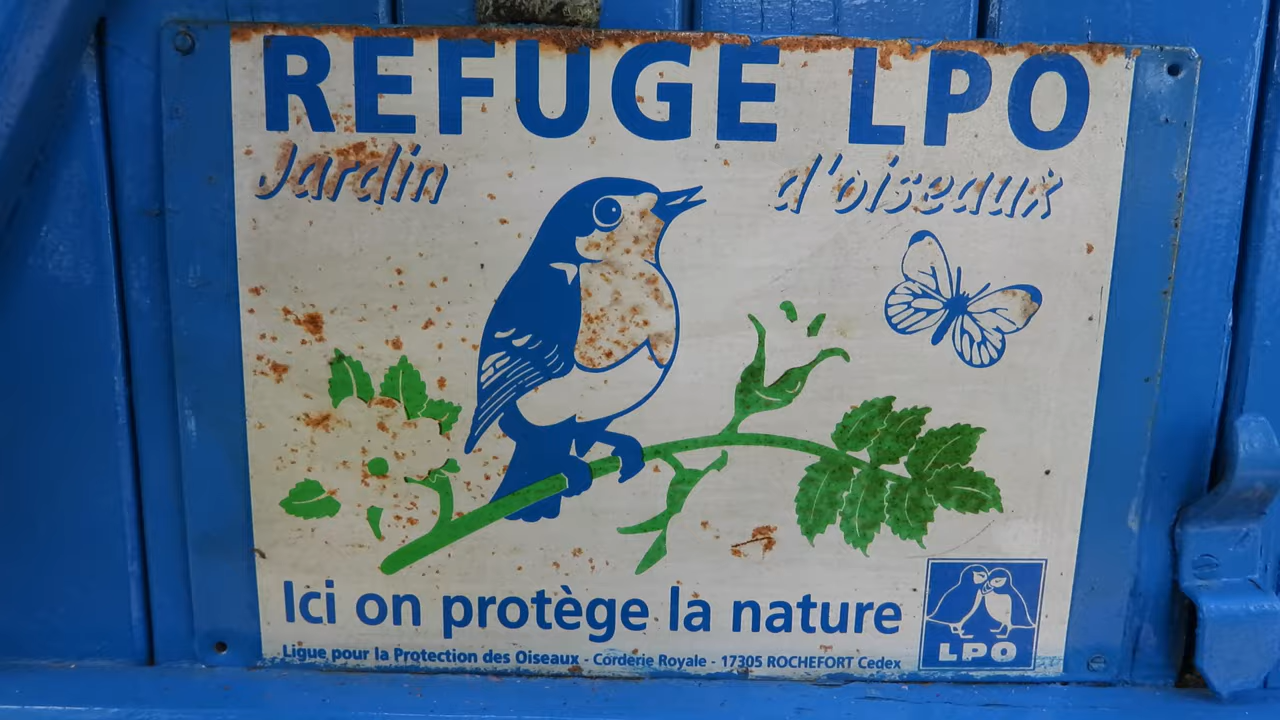 REFUGE LPO
Jardin d'oiseaux
Ici on protège la nature
LPO
Ligue pour la Protection des Oiseaux - Corderie Royale - 17305 ROCHEFORT Cedex